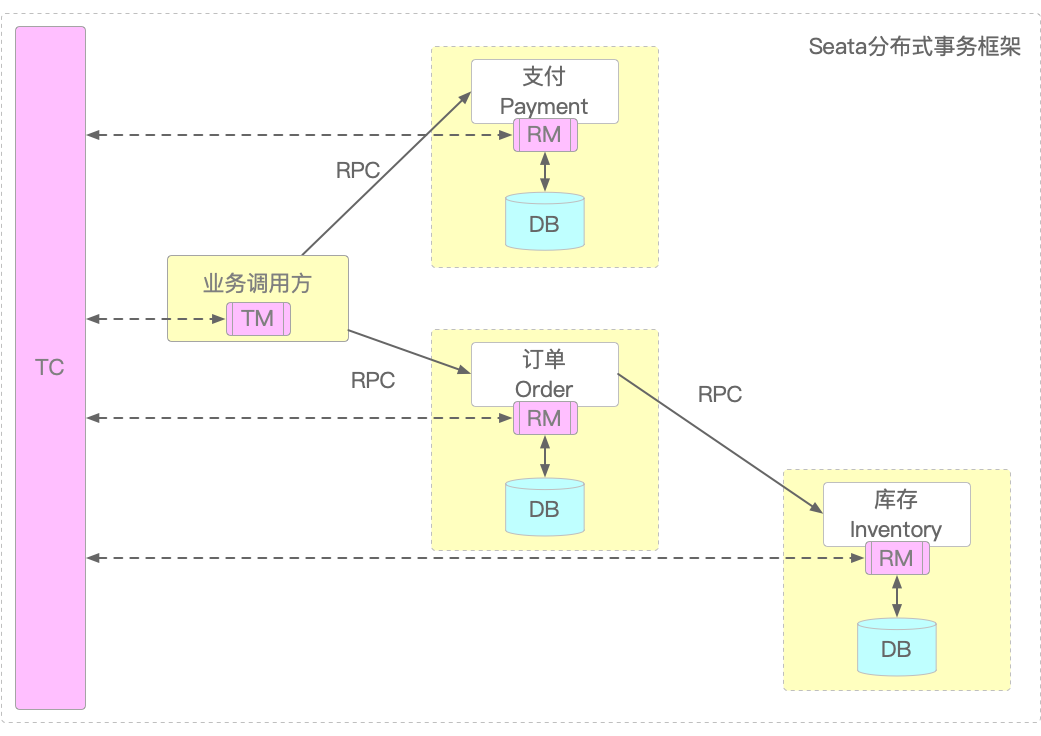 Seata分布式事务框架
支付
Payment
RM
RPC
DB
业务调用方
TM
TC
订单
Order
RPC
RPC
RM
DB
库存
Inventory
RM
DB